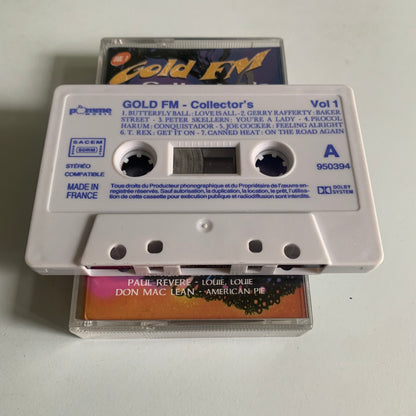 Gold FM
pomme
MUSIC
GOLD FM - Collector's Vol 1
1. BUTTERFLY BALL : LOVE IS ALL - 2. GERRY RAFFERTY : BAKER
STREET - 3. PETER SKELLERN : YOU'RE A LADY - 4. PROCOL
HARUM : CONQUISTADOR - 5. JOE COCKER : FEELING ALRIGHT
6. T. REX : GET IT ON - 7. CANNED HEAT : ON THE ROAD AGAIN
SACEM
SDRM
STÉRÉO
COMPATIBLE
A
950394
MADE IN
FRANCE
Tous droits du Producteur phonographique et du Propriétaire de l'œuvre en-
registrée réservés. Sauf autorisation, la duplication, la location, le prêt, l'utilisa-
tion de cette cassette pour exécution publique et radiodiffusion sont interdits.
DOLBY
SYSTEM
PAUL REVERE - LOUIE, LOUIE
DON MAC LEAN - AMERICAN PIE